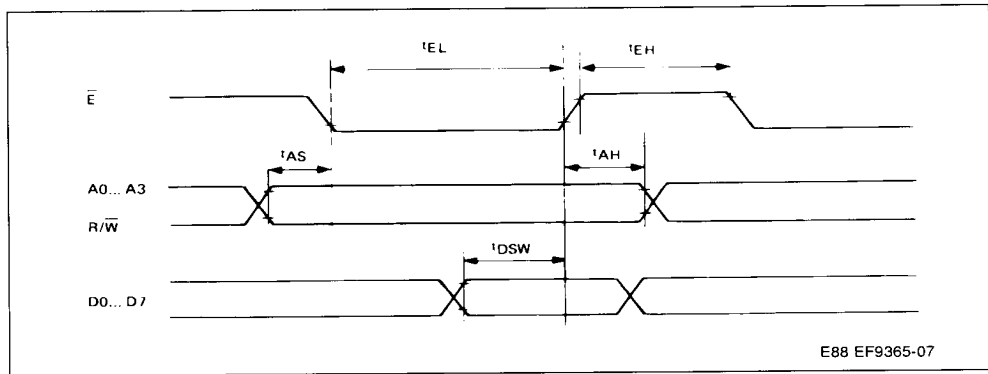 tEL
tEH
E̅
tAS
tAH
A0... A3
R/W̅
tDSW
D0... D7
E88 EF9365-07